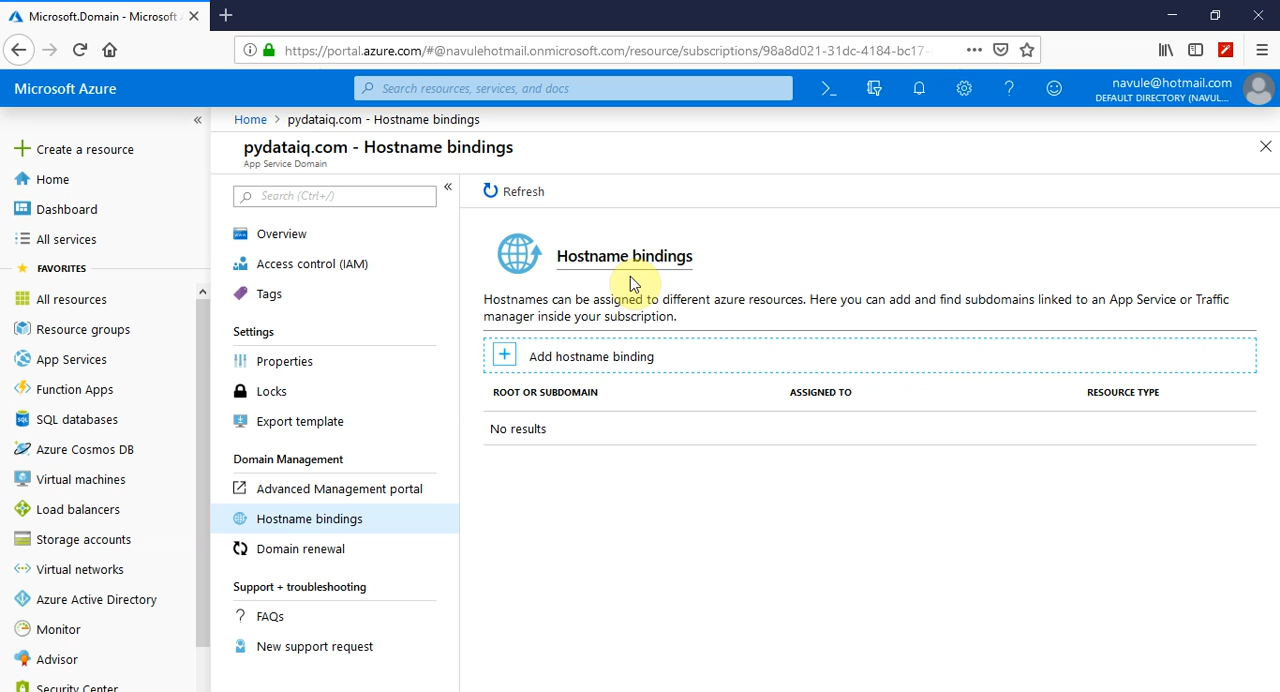 Microsoft.Domain - Microsoft
https://portal.azure.com/#@navulehotmail.onmicrosoft.com/resource/subscriptions/98a8d021-31dc-4184-bc17-
Microsoft Azure
Search resources, services, and docs
navule@hotmail.com
DEFAULT DIRECTORY (NAVUL...
Home > pydataiq.com - Hostname bindings
pydataiq.com - Hostname bindings
App Service Domain
Create a resource
Home
Dashboard
All services
FAVORITES
All resources
Resource groups
App Services
Function Apps
SQL databases
Azure Cosmos DB
Virtual machines
Load balancers
Storage accounts
Virtual networks
Azure Active Directory
Monitor
Advisor
Security Center
Search (Ctrl+/)
Overview
Access control (IAM)
Tags
Settings
Properties
Locks
Export template
Domain Management
Advanced Management portal
Hostname bindings
Domain renewal
Support + troubleshooting
FAQs
New support request
Refresh
Hostname bindings
Hostnames can be assigned to different azure resources. Here you can add and find subdomains linked to an App Service or Traffic
manager inside your subscription.
Add hostname binding
ROOT OR SUBDOMAIN ASSIGNED TO RESOURCE TYPE
No results